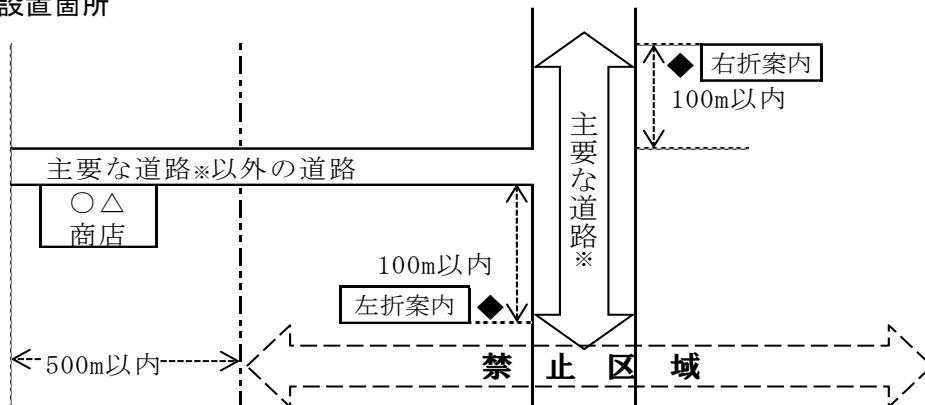 設置箇所
右折案内
100m以内
主要な道路※
主要な道路※以外の道路
○△
商店
100m以内
左折案内
500m以内
禁止区域